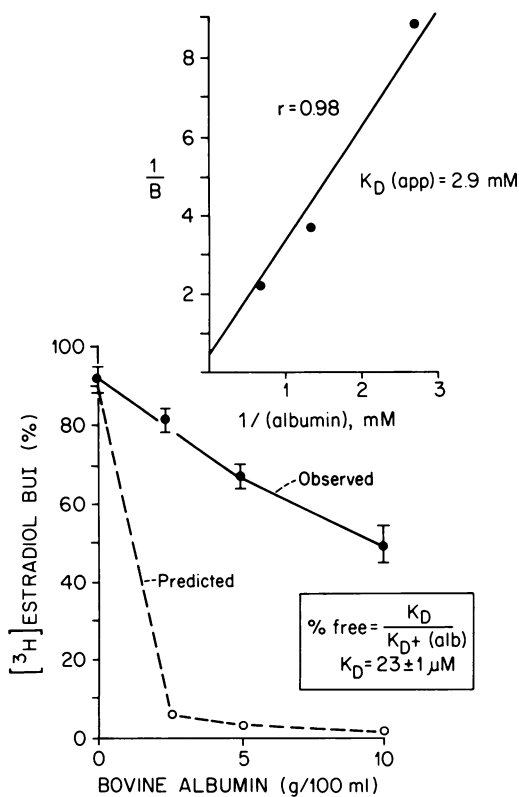 8
6
4
2
1
B
r=0.98
K_D (app) = 2.9 mM
1
2
3
1/(albumin), mM
100
80
60
40
20
0
[³H]ESTRADIOL BUI (%)
Observed
Predicted
% free = K_D / K_D + (alb)
K_D = 23 ± 1 μM
0
5
10
BOVINE ALBUMIN (g/100 ml)